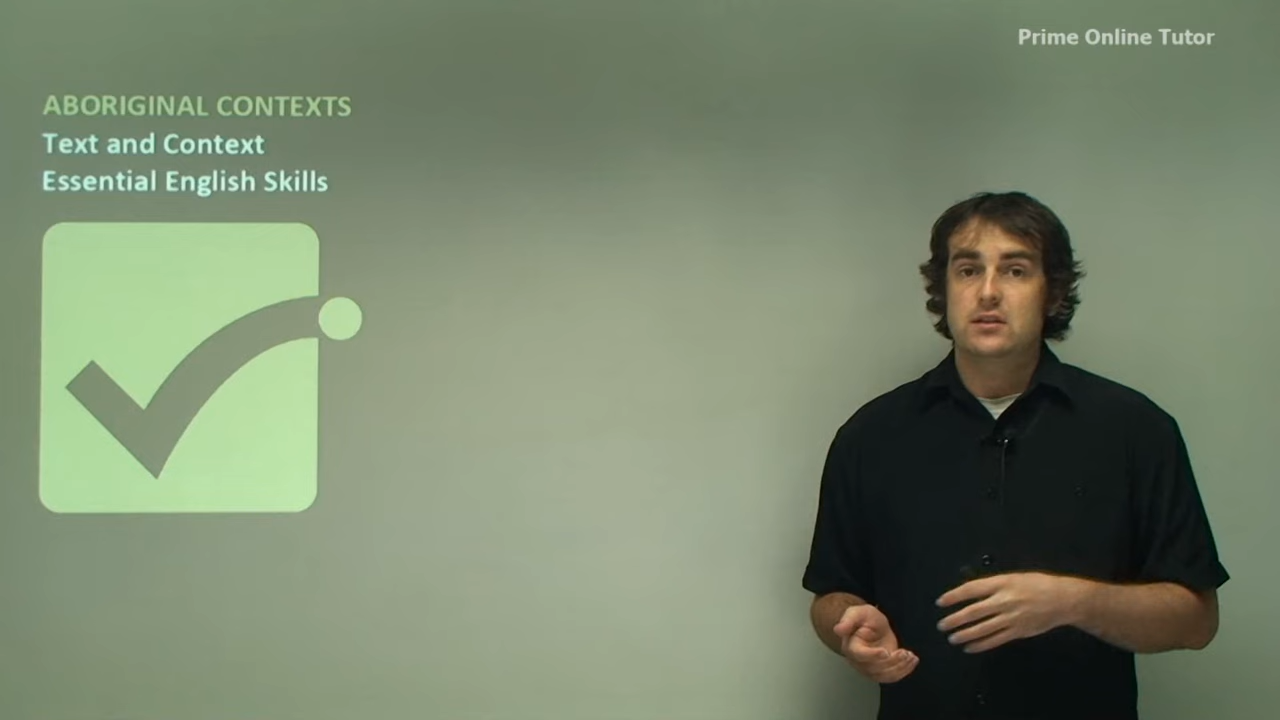 Prime Online Tutor
ABORIGINAL CONTEXTS
Text and Context
Essential English Skills